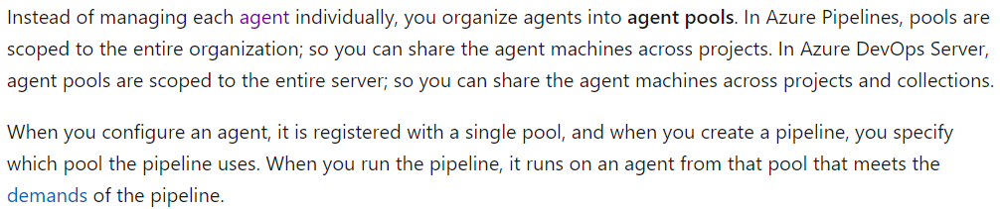 Instead of managing each agent individually, you organize agents into agent pools. In Azure Pipelines, pools are
scoped to the entire organization; so you can share the agent machines across projects. In Azure DevOps Server,
agent pools are scoped to the entire server; so you can share the agent machines across projects and collections.
When you configure an agent, it is registered with a single pool, and when you create a pipeline, you specify
which pool the pipeline uses. When you run the pipeline, it runs on an agent from that pool that meets the
demands of the pipeline.